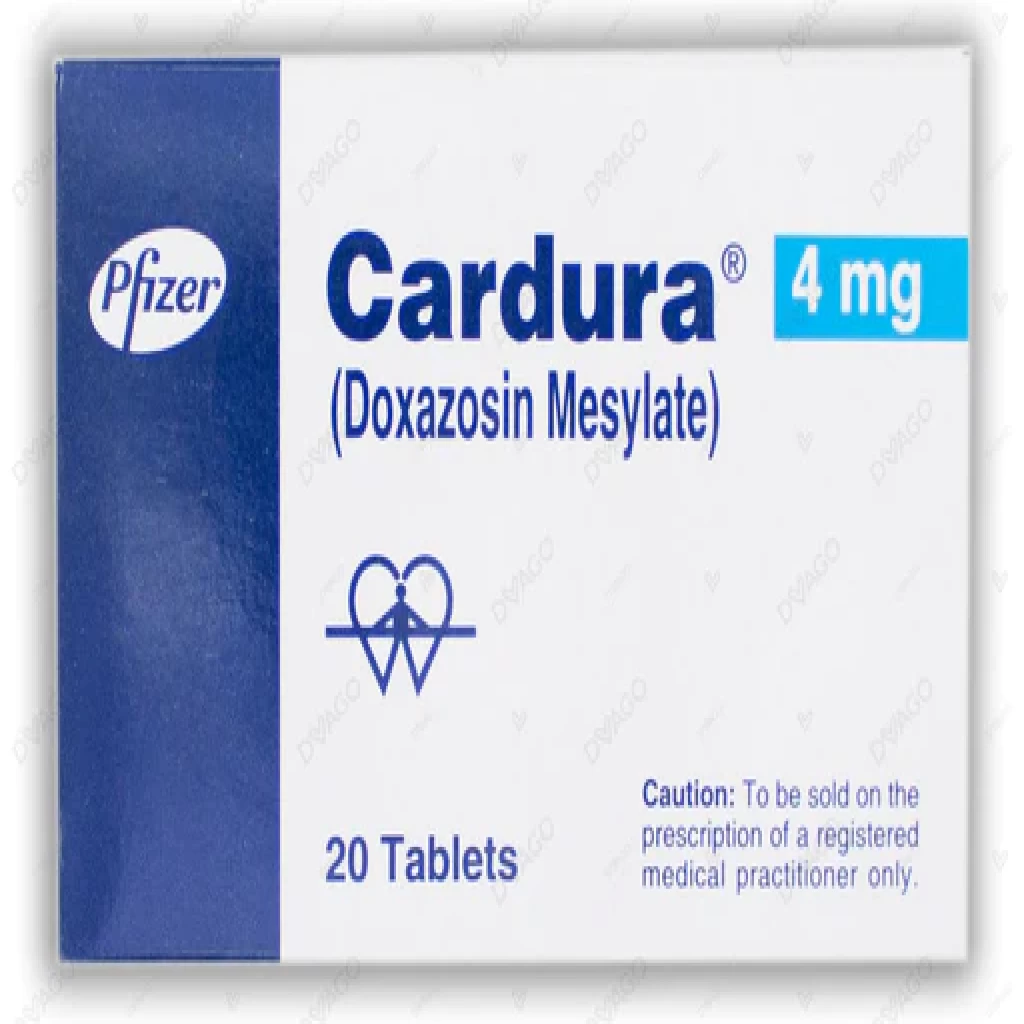 Pfizer
Cardura® 4 mg
(Doxazosin Mesylate)
20 Tablets
Caution: To be sold on the
prescription of a registered
medical practitioner only.
DVAGO